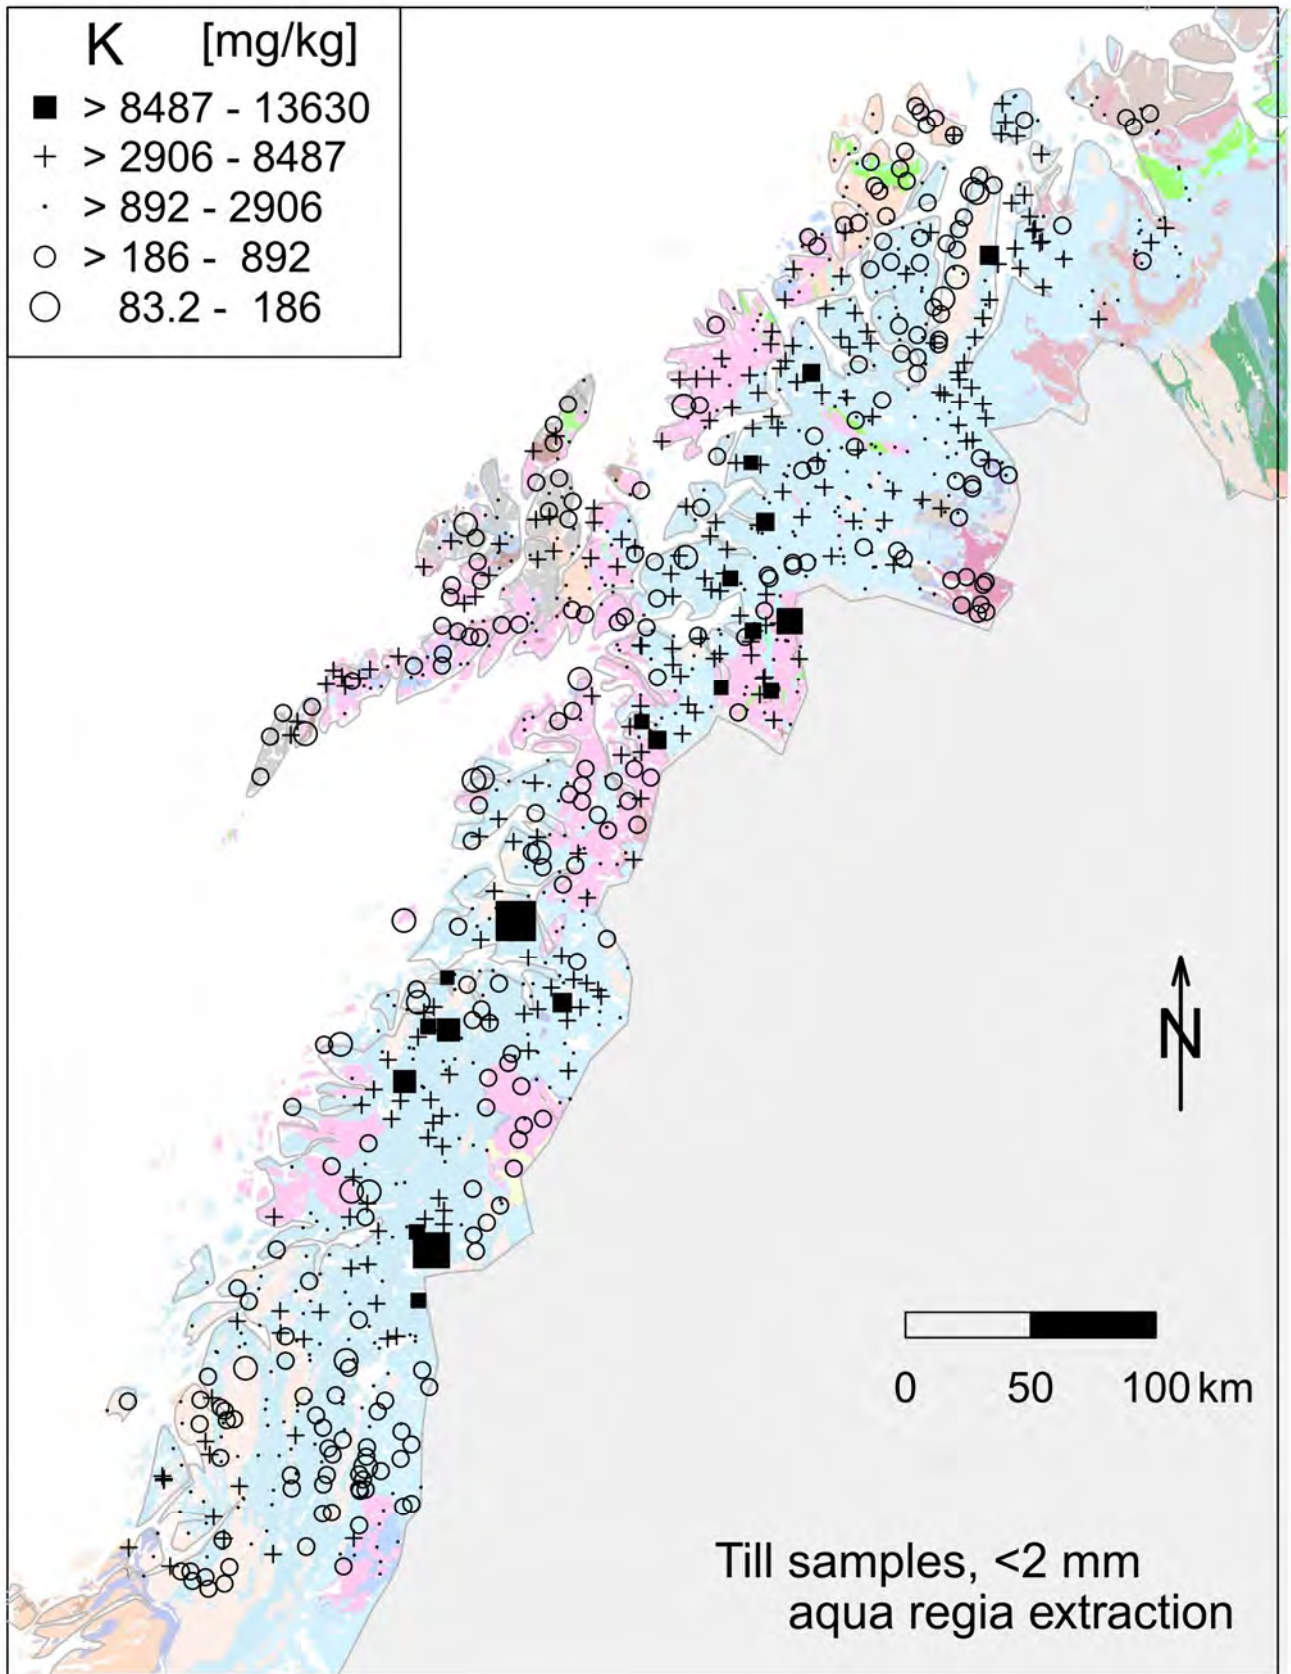 K [mg/kg]
> 8487 - 13630
> 2906 - 8487
> 892 - 2906
> 186 - 892
83.2 - 186
N
0 50 100 km
Till samples, <2 mm
aqua regia extraction